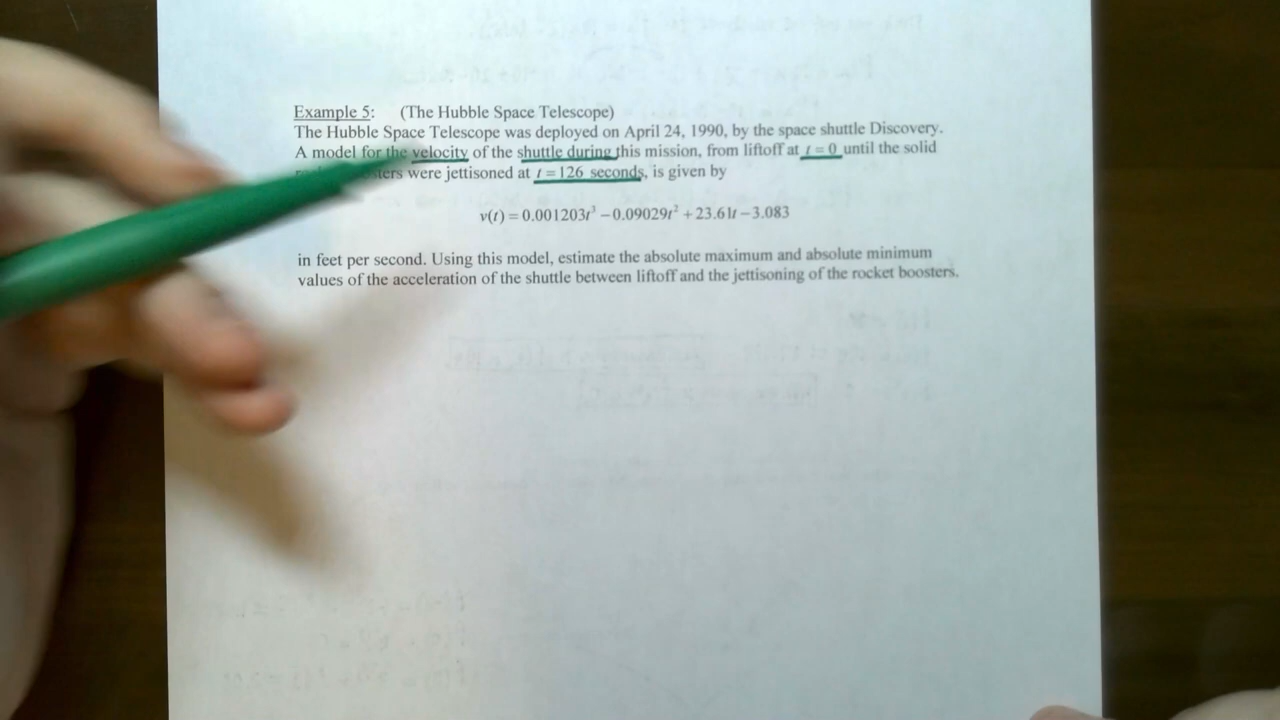 Example 5: (The Hubble Space Telescope)
The Hubble Space Telescope was deployed on April 24, 1990, by the space shuttle Discovery.
A model for the velocity of the shuttle during this mission, from liftoff at t = 0 until the solid
were jettisoned at t = 126 seconds, is given by
v(t) = 0.001203t³ − 0.09029t² + 23.61t − 3.083
in feet per second. Using this model, estimate the absolute maximum and absolute minimum
values of the acceleration of the shuttle between liftoff and the jettisoning of the rocket boosters.